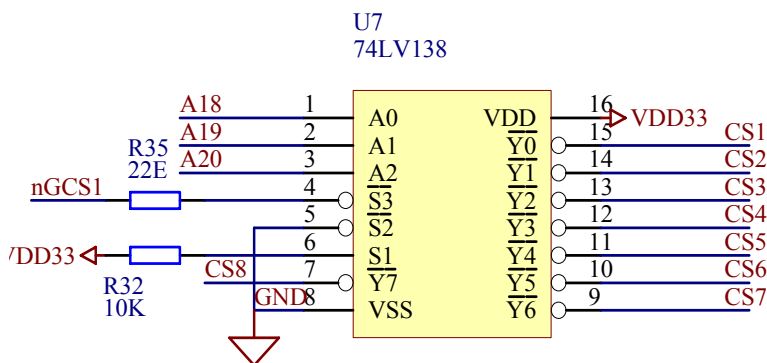 U7
74LV138
A18 1 A0 VDD 16 VDD33
A19 2 A1 Y0 15 CS1
A20 3 A2 Y1 14 CS2
R35
22E
nGCS1 4 S3 Y2 13 CS3
5 S2 Y3 12 CS4
VDD33 6 S1 Y4 11 CS5
R32
10K
CS8 7 Y7 Y5 10 CS6
GND 8 VSS Y6 9 CS7